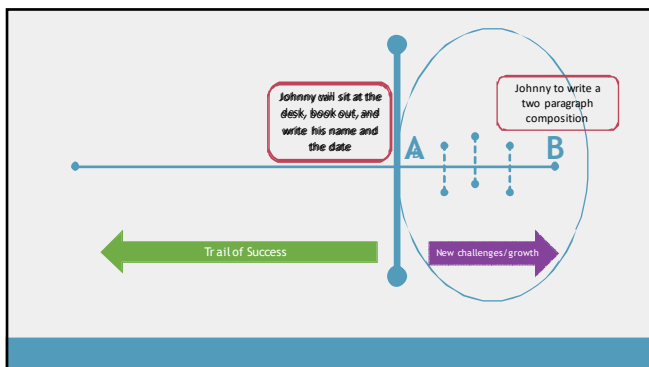 Johnny sit at the
desk, book out, and
write his name and
the date
Johnny to write a
two paragraph
composition
A
B
Trail of Success
New challenges/growth